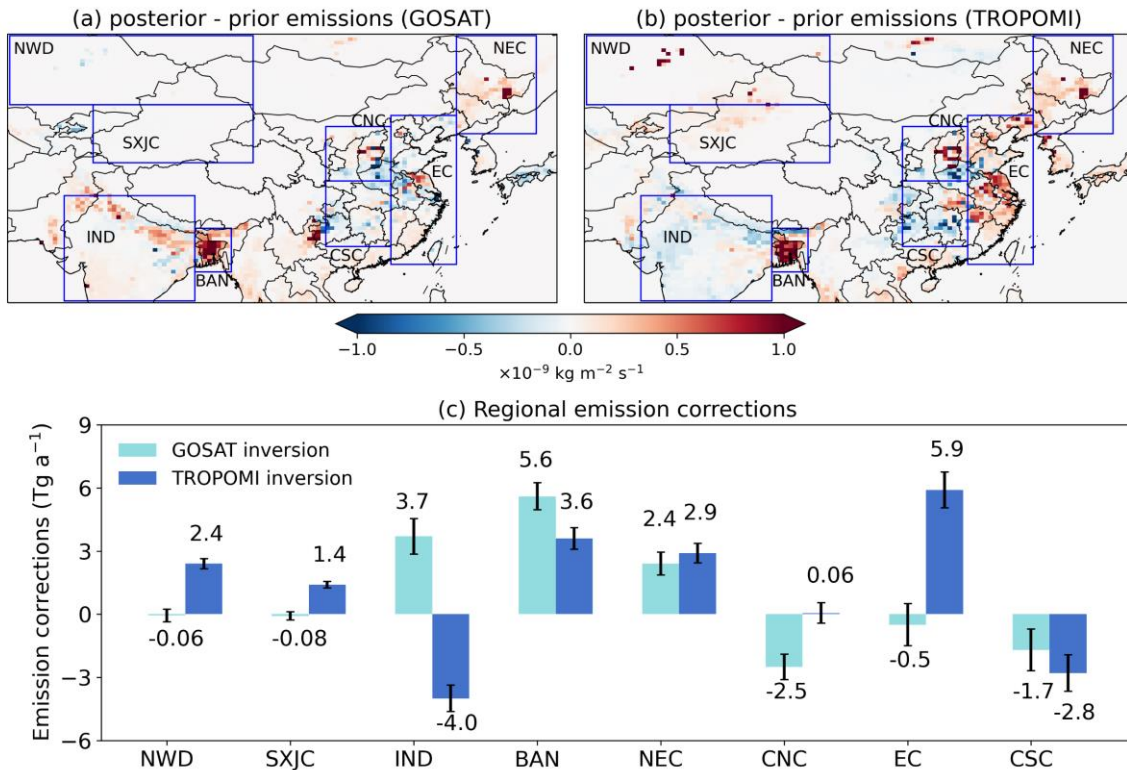 (a) posterior - prior emissions (GOSAT)
NWD
NEC
SXJC
CNC
EC
IND
CSC
BAN
(b) posterior - prior emissions (TROPOMI)
NWD
NEC
SXJC
CNC
EC
IND
CSC
BAN
−1.0 −0.5 0.0 0.5 1.0
×10⁻⁹ kg m⁻² s⁻¹
(c) Regional emission corrections
Emission corrections (Tg a⁻¹)
9
6
3
0
−3
−6
GOSAT inversion
TROPOMI inversion
-0.06
2.4
-0.08
1.4
3.7
-4.0
5.6
3.6
2.4
2.9
-2.5
0.06
-0.5
5.9
-1.7
-2.8
NWD SXJC IND BAN NEC CNC EC CSC